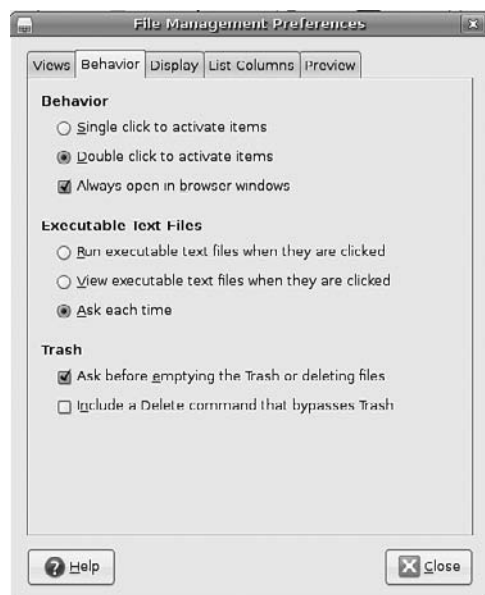 File Management Preferences
Views Behavior Display List Columns Preview
Behavior
Single click to activate items
Double click to activate items
Always open in browser windows
Executable Text Files
Run executable text files when they are clicked
View executable text files when they are clicked
Ask each time
Trash
Ask before emptying the Trash or deleting files
Include a Delete command that bypasses Trash
Help Close